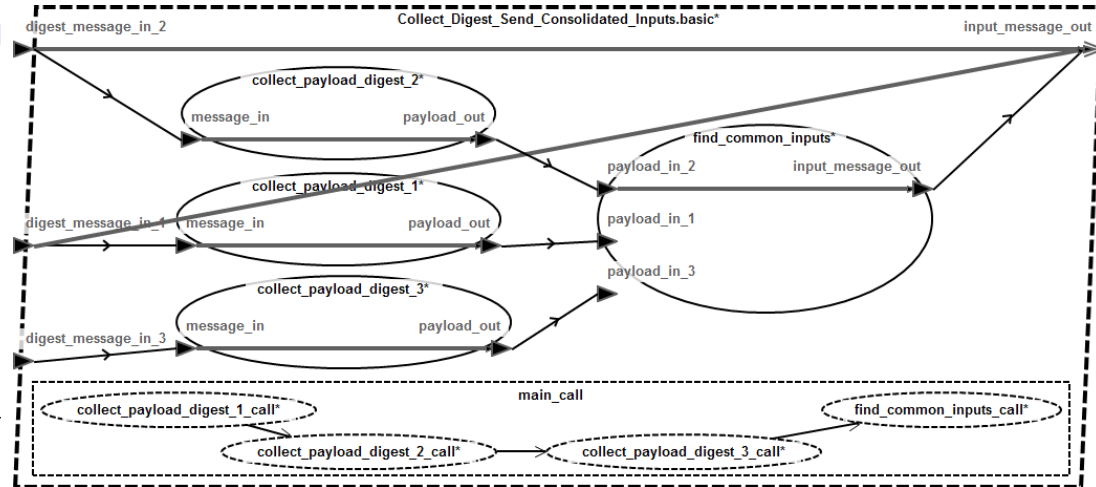 Collect_Digest_Send_Consolidated_Inputs.basic*
digest_message_in_2
input_message_out
collect_payload_digest_2*
message_in
payload_out
find_common_inputs*
payload_in_2
input_message_out
collect_payload_digest_1*
digest_message_in_1
message_in
payload_out
payload_in_1
payload_in_3
collect_payload_digest_3*
message_in
payload_out
digest_message_in_3
main_call
collect_payload_digest_1_call*
find_common_inputs_call*
collect_payload_digest_2_call*
collect_payload_digest_3_call*